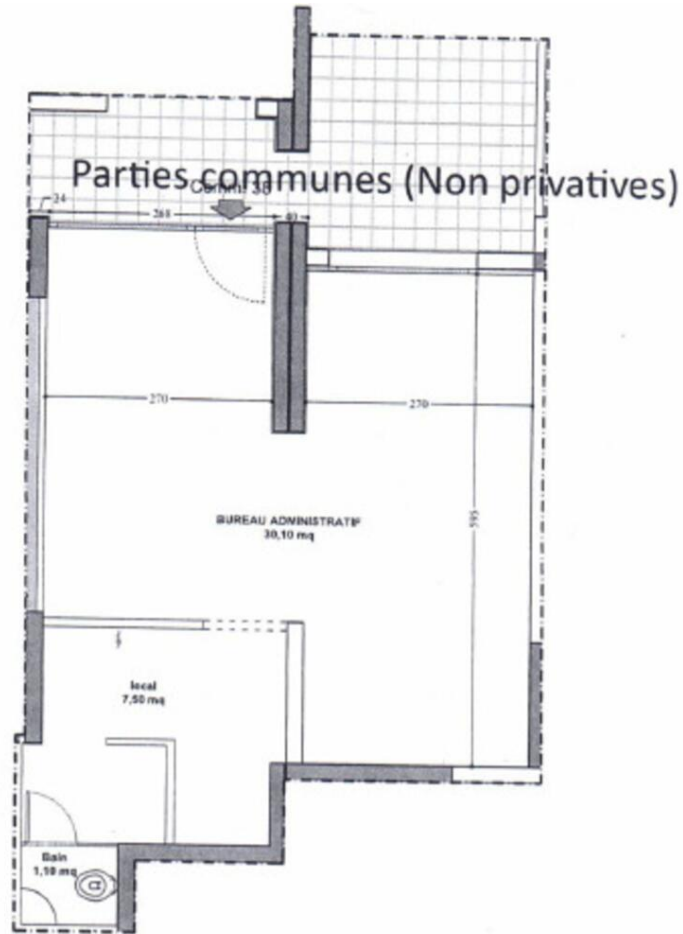 Parties communes (Non privatives)
24
268
40
270
270
595
BUREAU ADMINISTRATIF
30,10 mq
local
7,50 mq
Bain
1,10 mq